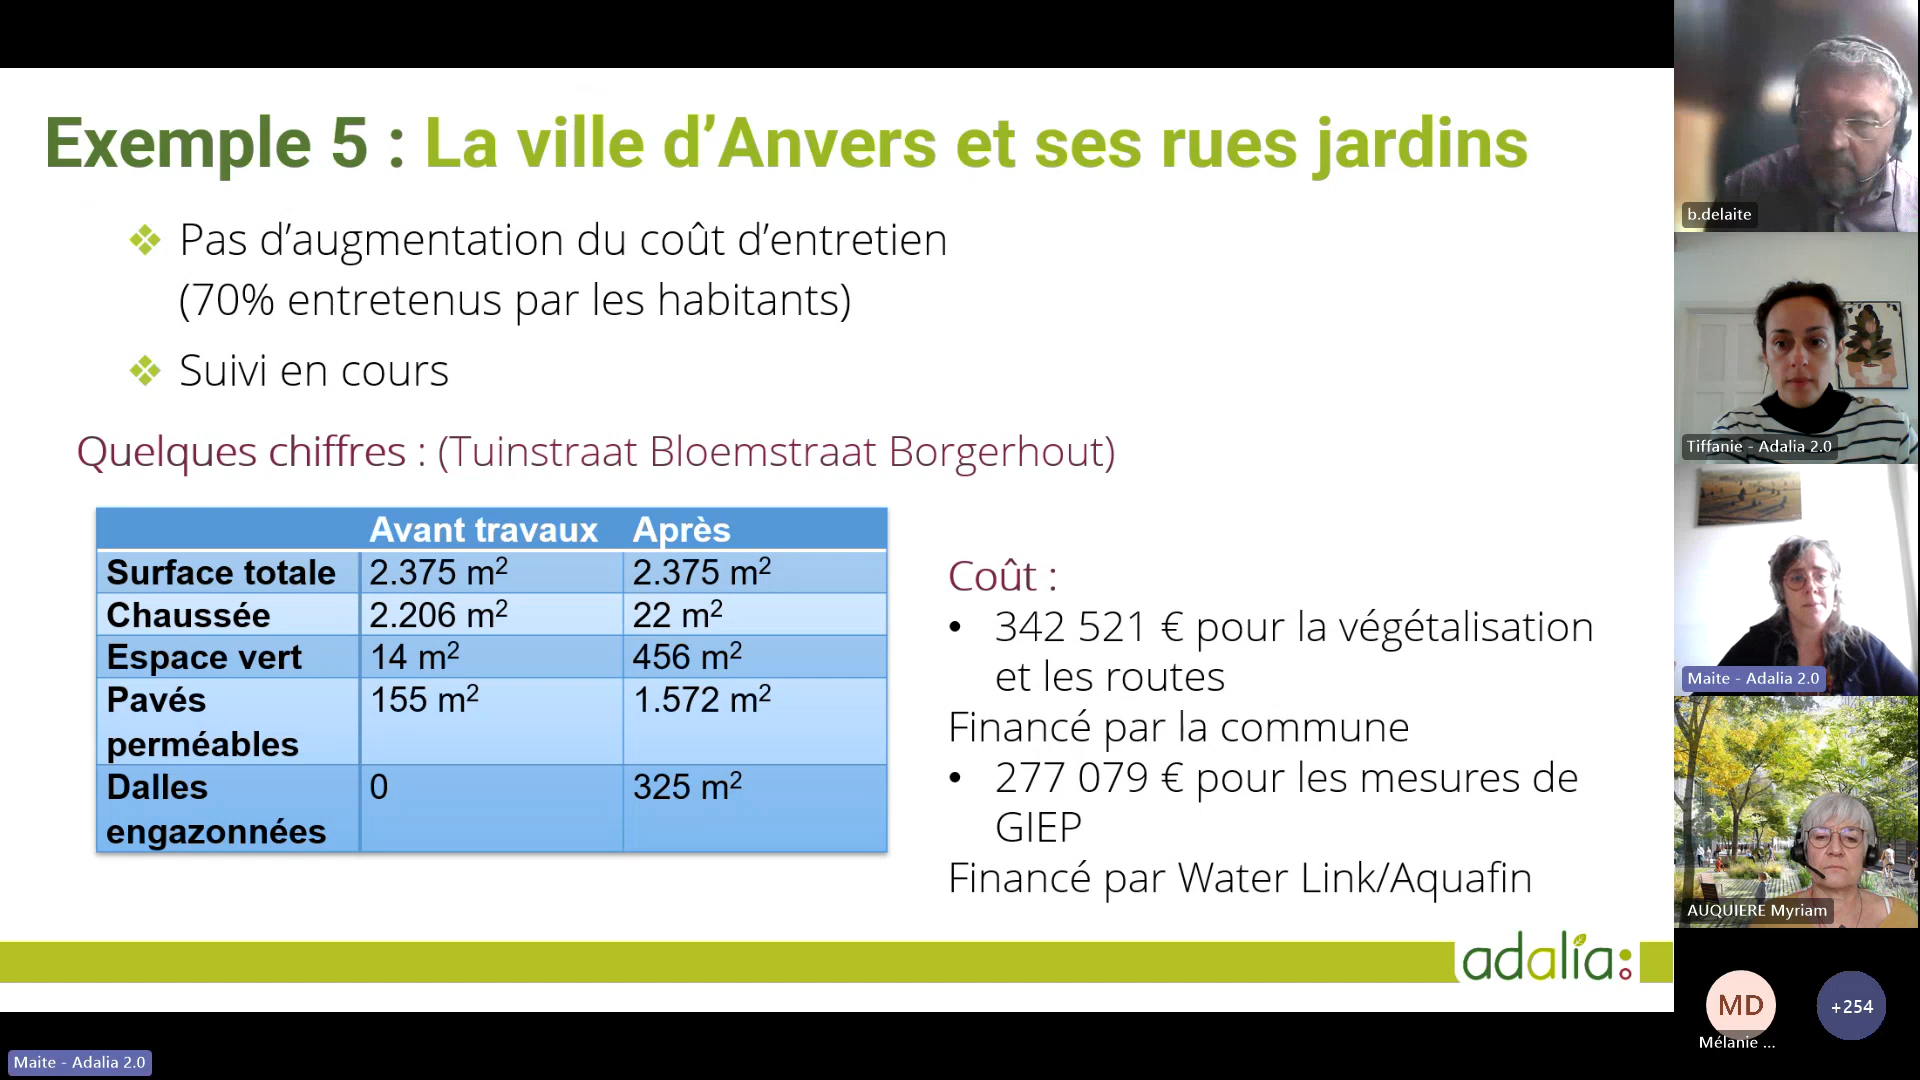 Exemple 5 : La ville d’Anvers et ses rues jardins
Pas d’augmentation du coût d’entretien
(70% entretenus par les habitants)
Suivi en cours
Quelques chiffres : (Tuinstraat Bloemstraat Borgerhout)
Avant travaux Après
Surface totale 2.375 m² 2.375 m²
Chaussée 2.206 m² 22 m²
Espace vert 14 m² 456 m²
Pavés 155 m² 1.572 m²
perméables
Dalles 0 325 m²
engazonnées
Coût :
• 342 521 € pour la végétalisation
et les routes
Financé par la commune
• 277 079 € pour les mesures de
GIEP
Financé par Water Link/Aquafin
adalia
b.delaite
Tiffanie - Adalia 2.0
Maite - Adalia 2.0
AUQUIERE Myriam
MD
+254
Mélanie ...
Maite - Adalia 2.0